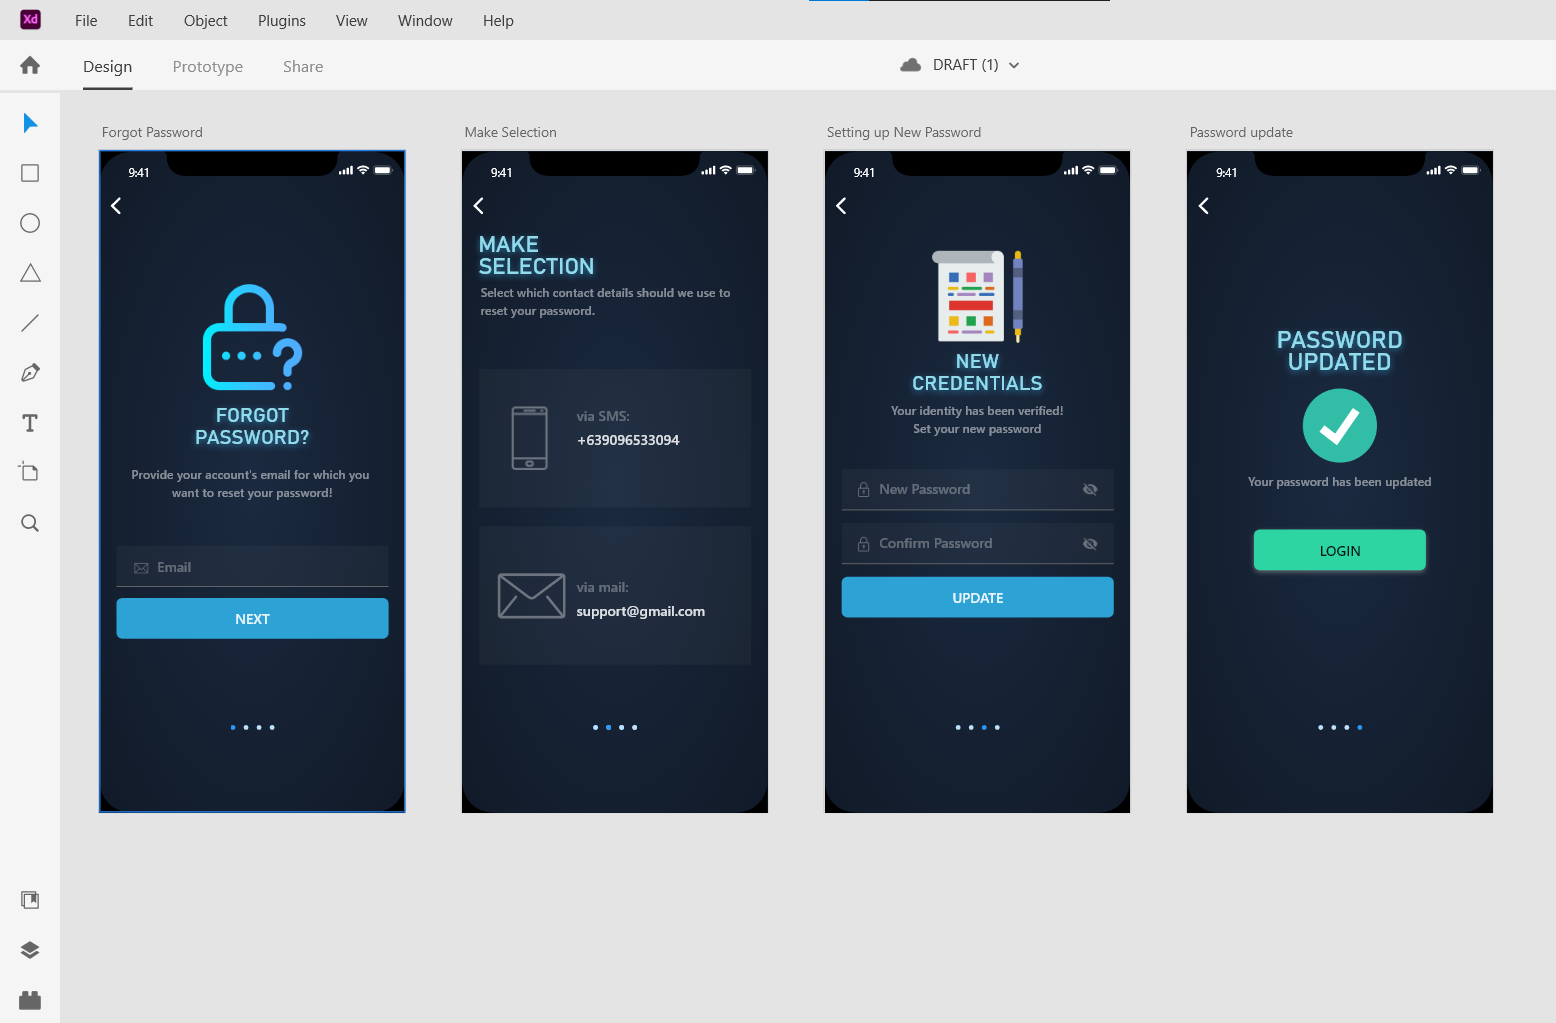 Xd File Edit Object Plugins View Window Help
Design Prototype Share DRAFT (1)
Forgot Password
9:41
FORGOT
PASSWORD?
Provide your account's email for which you
want to reset your password!
Email
NEXT
Make Selection
9:41
MAKE
SELECTION
Select which contact details should we use to
reset your password.
via SMS:
+639096533094
via mail:
support@gmail.com
Setting up New Password
9:41
NEW
CREDENTIALS
Your identity has been verified!
Set your new password
New Password
Confirm Password
UPDATE
Password update
9:41
PASSWORD
UPDATED
Your password has been updated
LOGIN